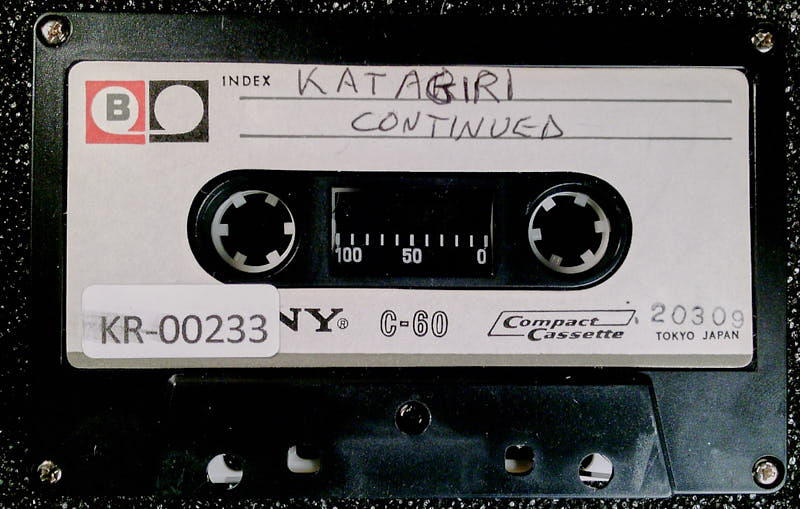 B
INDEX KATAGIRI
CONTINUED
100 50 0
KR-00233
NY® C-60 Compact Cassette 20309
TOKYO JAPAN